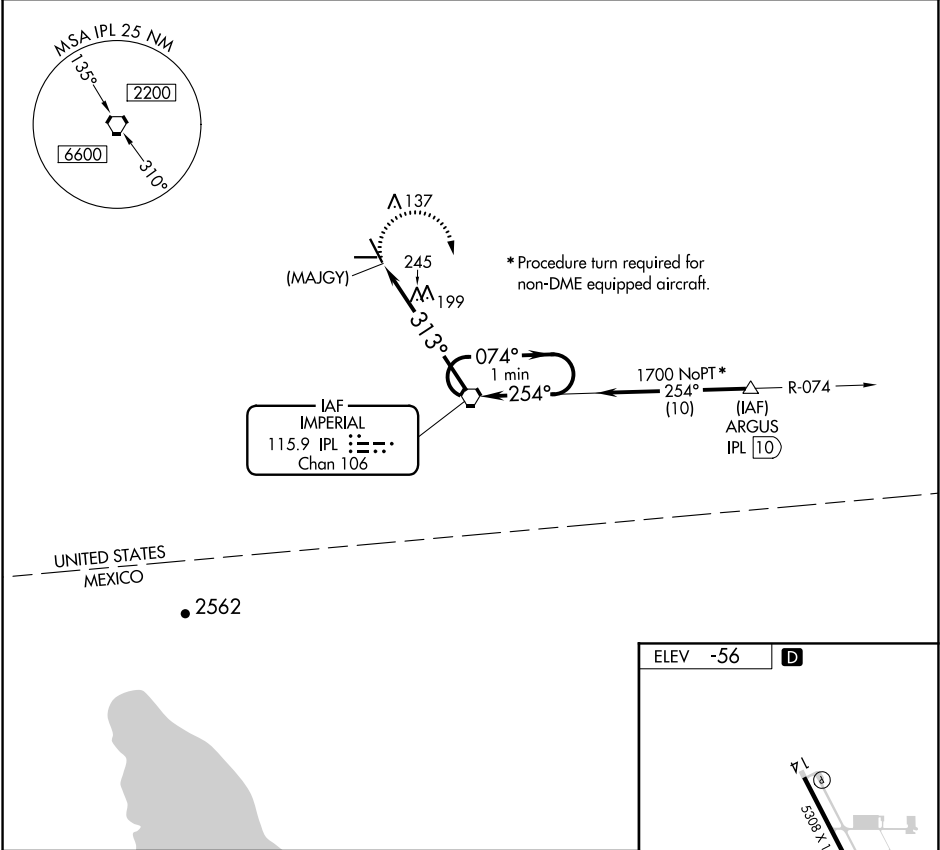 MSA IPL 25 NM
135°
2200
6600
310°
137
(MAJGY)
245
199
* Procedure turn required for
non-DME equipped aircraft.
313°
074°
1 min
254°
1700 NoPT *
254°
(10)
R-074
(IAF)
ARGUS
IPL 10
IAF
IMPERIAL
115.9 IPL
Chan 106
UNITED STATES
MEXICO
2562
ELEV -56 D
14
5308 X 1